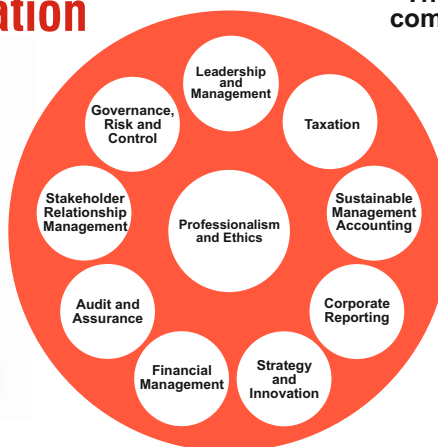 ation
com
Leadership
and
Management
Governance,
Risk and
Control
Taxation
Stakeholder
Relationship
Management
Professionalism
and Ethics
Sustainable
Management
Accounting
Audit and
Assurance
Corporate
Reporting
Financial
Management
Strategy
and
Innovation